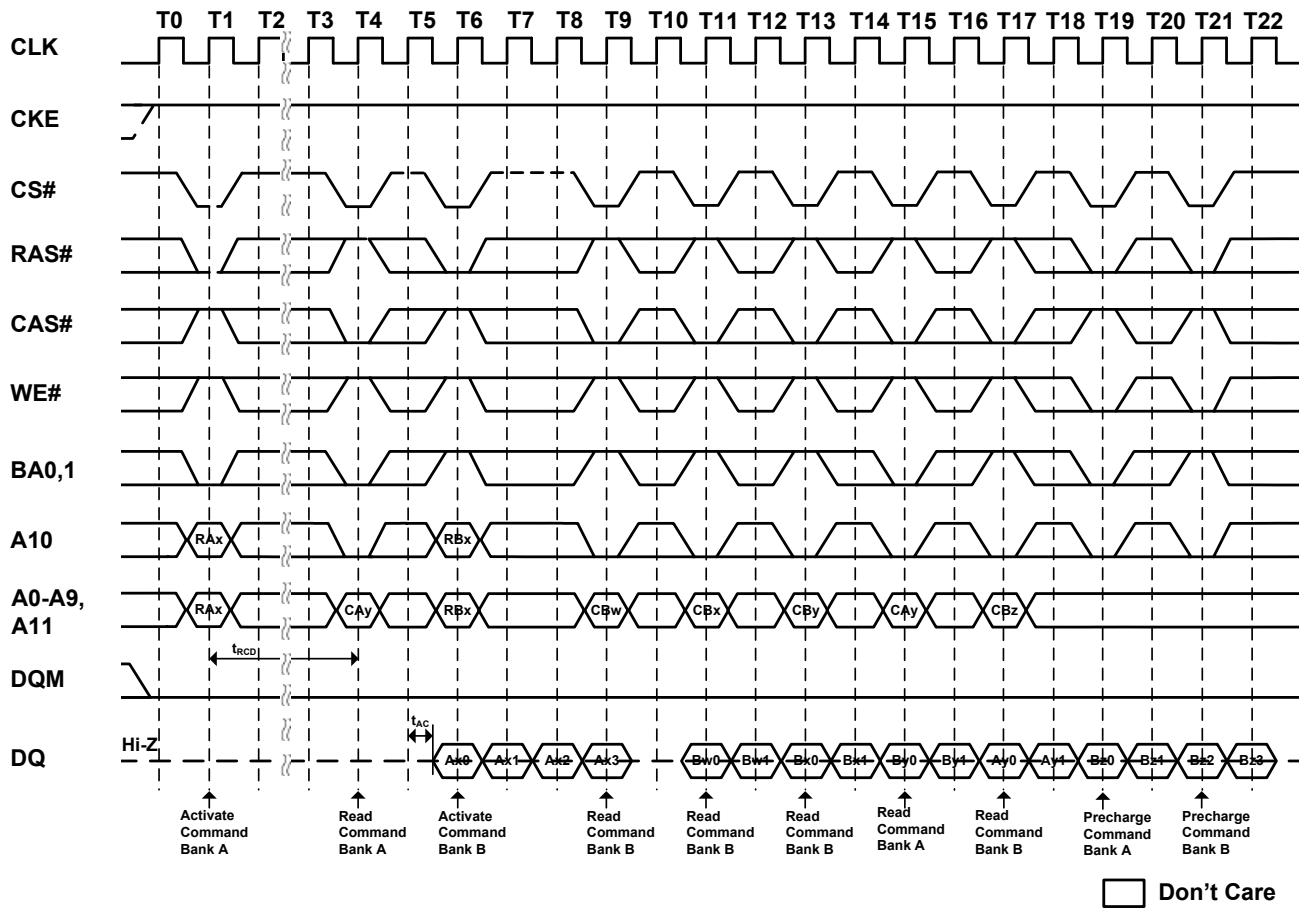 T0 T1 T2 T3 T4 T5 T6 T7 T8 T9 T10 T11 T12 T13 T14 T15 T16 T17 T18 T19 T20 T21 T22
CLK
CKE
CS#
RAS#
CAS#
WE#
BA0,1
A10
RAx RBx
A0-A9,
A11
RAx CAy RBx CBw CBx CBy CAy CBz
tRCD
DQM
tAC
Hi-Z
DQ
Ax0 Ax1 Ax2 Ax3 Bw0 Bw1 Bx0 Bx1 By0 By1 Ay0 Ay1 Bz0 Bz1 Bz2 Bz3
Activate
Command
Bank A
Read
Command
Bank A
Activate
Command
Bank B
Read
Command
Bank B
Read
Command
Bank B
Read
Command
Bank B
Read
Command
Bank A
Read
Command
Bank B
Precharge
Command
Bank A
Precharge
Command
Bank B
Don't Care